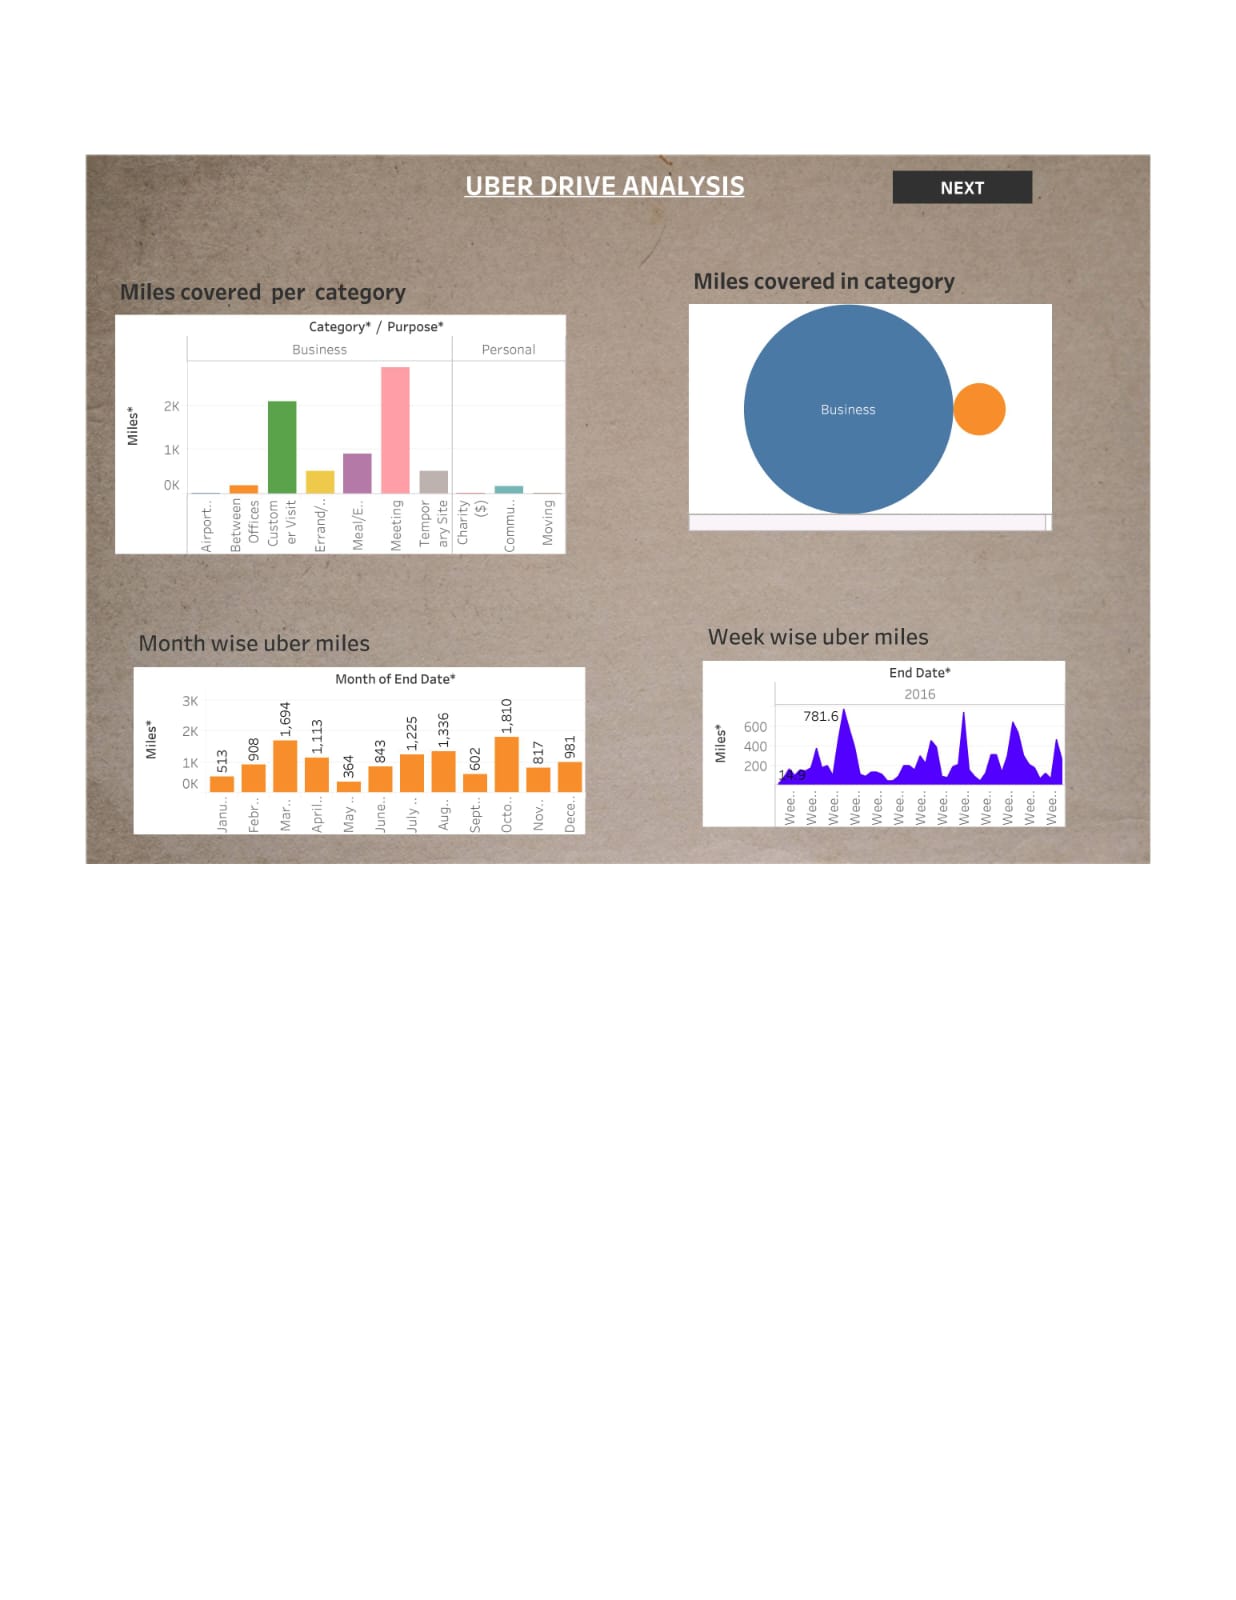 UBER DRIVE ANALYSIS
NEXT
Miles covered per category
Category* / Purpose*
Business
Personal
Miles*
2K
1K
0K
Airport..
Between
Offices
Custom
er Visit
Errand/..
Meal/E..
Meeting
Tempor
ary Site
Charity
($)
Commu..
Moving
Miles covered in category
Business
Month wise uber miles
Month of End Date*
Miles*
3K
2K
1K
0K
513
908
1,694
1,113
364
843
1,225
1,336
602
1,810
817
981
Janu..
Febr..
Mar..
April..
May ..
June..
July ..
Aug..
Sept..
Octo..
Nov..
Dece..
Week wise uber miles
End Date*
2016
Miles*
600
400
200
781.6
14.9
Wee..
Wee..
Wee..
Wee..
Wee..
Wee..
Wee..
Wee..
Wee..
Wee..
Wee..
Wee..
Wee..